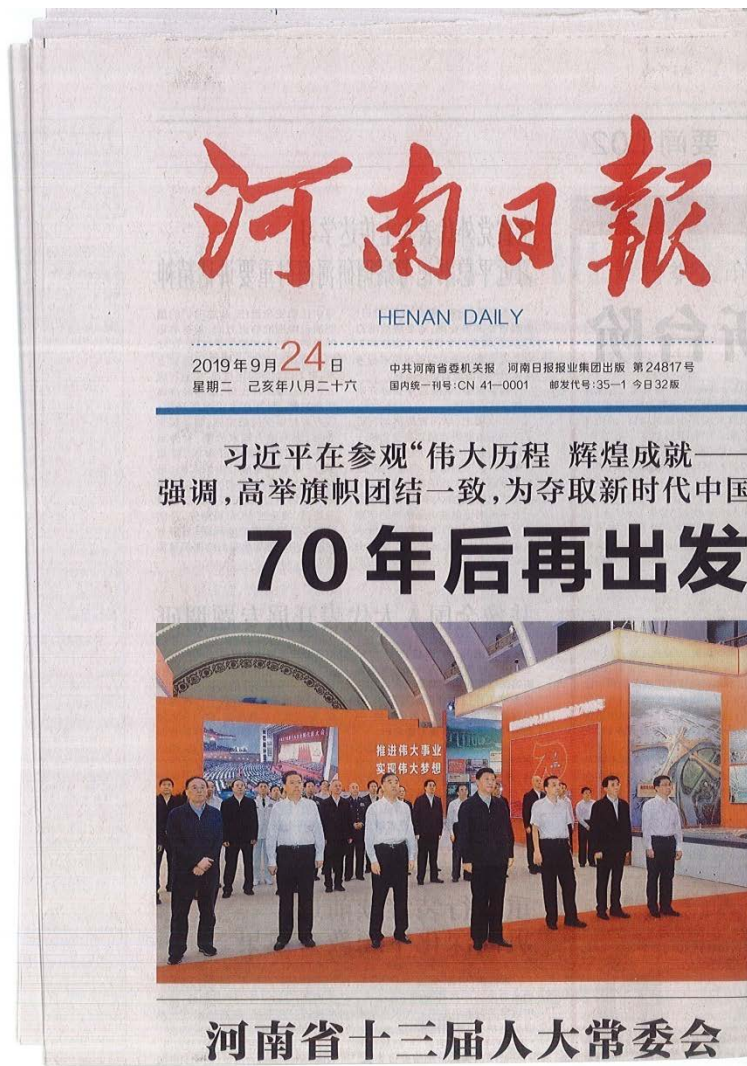 河南日報
HENAN DAILY
2019年9月24日
星期二 己亥年八月二十六
中共河南省委机关报 河南日报报业集团出版 第24817号
国内统一刊号:CN 41—0001 邮发代号:35—1 今日32版
习近平在参观“伟大历程 辉煌成就——
强调,高举旗帜团结一致,为夺取新时代中国
70年后再出发
推进伟大事业
实现伟大梦想
河南省十三届人大常委会